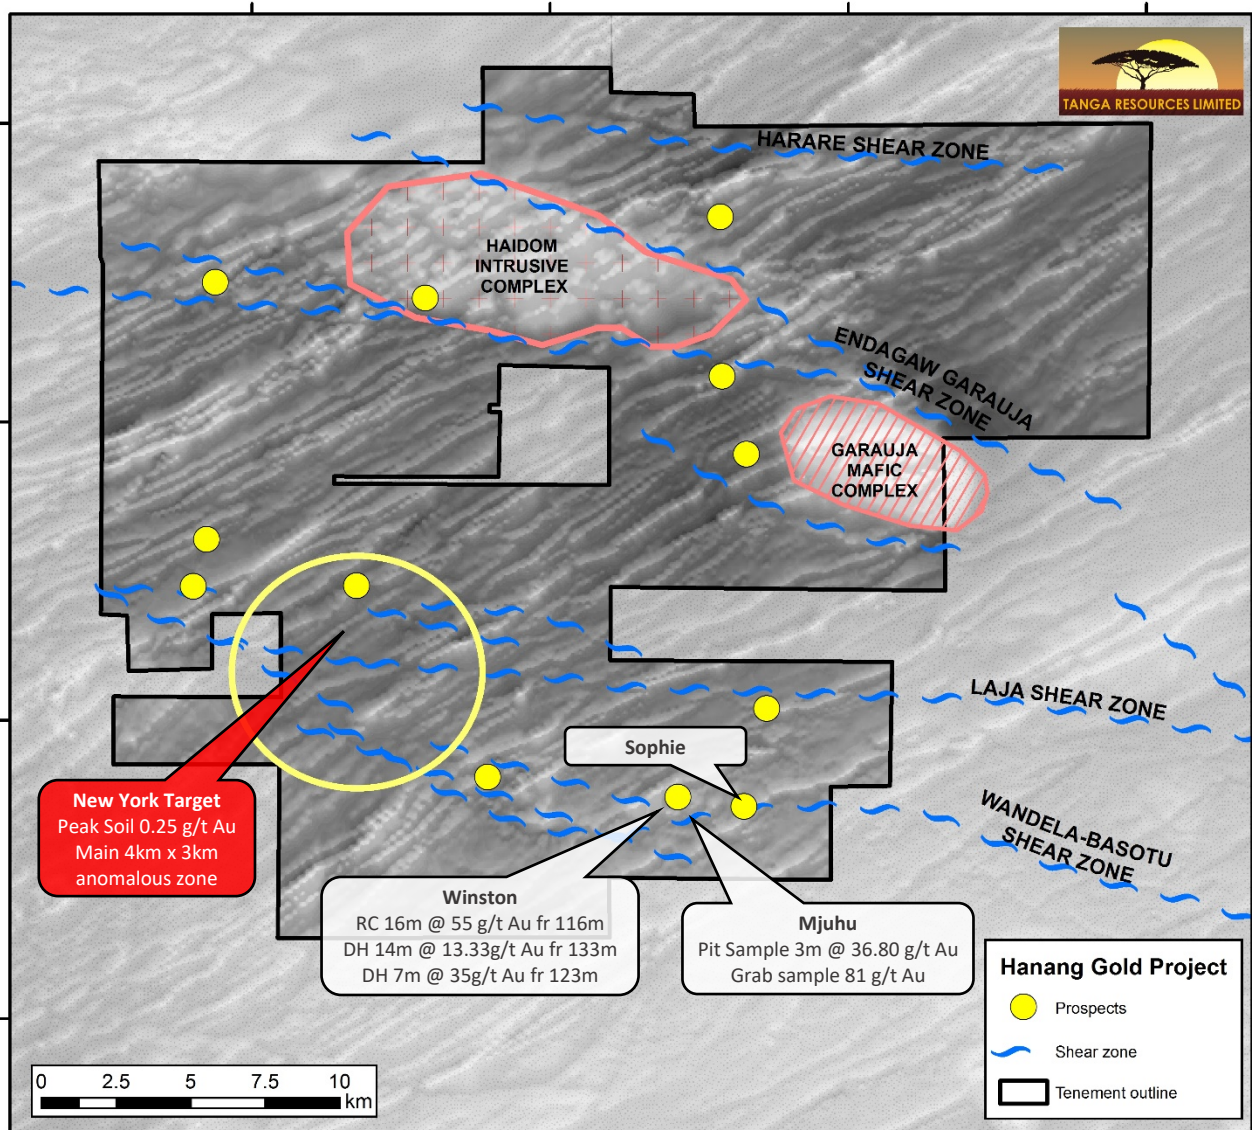 TANGA RESOURCES LIMITED
HARARE SHEAR ZONE
HAIDOM
INTRUSIVE
COMPLEX
ENDAGAW GARAUJA
SHEAR ZONE
GARAUJA
MAFIC
COMPLEX
LAJA SHEAR ZONE
Sophie
New York Target
Peak Soil 0.25 g/t Au
Main 4km x 3km
anomalous zone
WANDELA-BASOTU
SHEAR ZONE
Winston
RC 16m @ 55 g/t Au fr 116m
DH 14m @ 13.33g/t Au fr 133m
DH 7m @ 35g/t Au fr 123m
Mjuhu
Pit Sample 3m @ 36.80 g/t Au
Grab sample 81 g/t Au
Hanang Gold Project
Prospects
Shear zone
Tenement outline
0 2.5 5 7.5 10
km